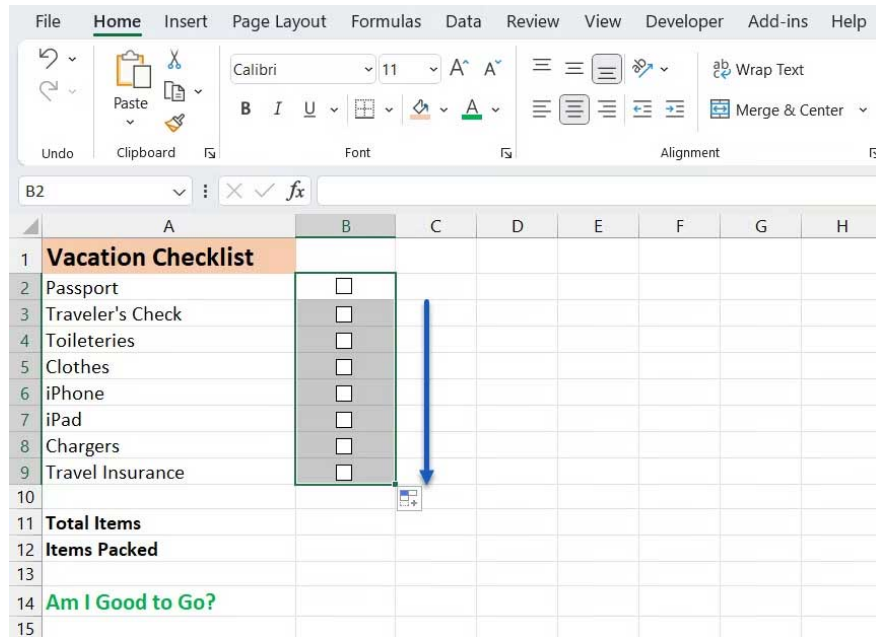 File Home Insert Page Layout Formulas Data Review View Developer Add-ins Help
Calibri 11 A^ A˅ ab Wrap Text
Paste B I U A Merge & Center
Undo Clipboard Font Alignment
B2 fx
A B C D E F G H
1 Vacation Checklist
2 Passport
3 Traveler's Check
4 Toileteries
5 Clothes
6 iPhone
7 iPad
8 Chargers
9 Travel Insurance
10
11 Total Items
12 Items Packed
13
14 Am I Good to Go?
15